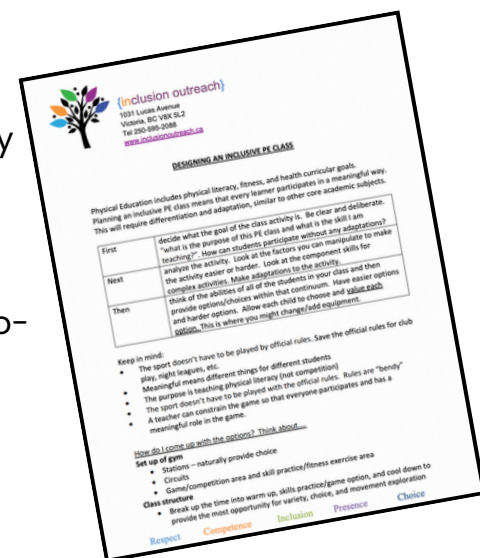 y
o-
{inclusion outreach}
1031 Lucas Avenue
Victoria, BC V8X 5L2
Tel 250-595-2088
www.inclusionoutreach.ca
DESIGNING AN INCLUSIVE PE CLASS
Physical Education includes physical literacy, fitness, and health curricular goals.
Planning an inclusive PE class means that every learner participates in a meaningful way.
This will require differentiation and adaptation, similar to other core academic subjects.
First
decide what the goal of the class activity is. Be clear and deliberate.
"what is the purpose of this PE class and what is the skill I am
teaching?". How can students participate without any adaptations?
Next
analyze the activity. Look at the factors you can manipulate to make
the activity easier or harder. Look at the component skills for
complex activities. Make adaptations to the activity.
Then
think of the abilities of all of the students in your class and then
provide options/choices within that continuum. Have easier options
and harder options. Allow each child to choose and value each
option. This is where you might change/add equipment.
Keep in mind:
• The sport doesn't have to be played by official rules. Save the official rules for club
play, night leagues, etc.
• Meaningful means different things for different students
• The purpose is teaching physical literacy (not competition)
• The sport doesn't have to be played with the official rules. Rules are "bendy"
• A teacher can constrain the game so that everyone participates and has a
meaningful role in the game.
How do I come up with the options? Think about.....
Set up of gym
• Stations – naturally provide choice
• Circuits
• Game/competition area and skill practice/fitness exercise area
Class structure
• Break up the time into warm up, skills practice/game option, and cool down to
provide the most opportunity for variety, choice, and movement exploration
Respect Competence Inclusion Presence Choice